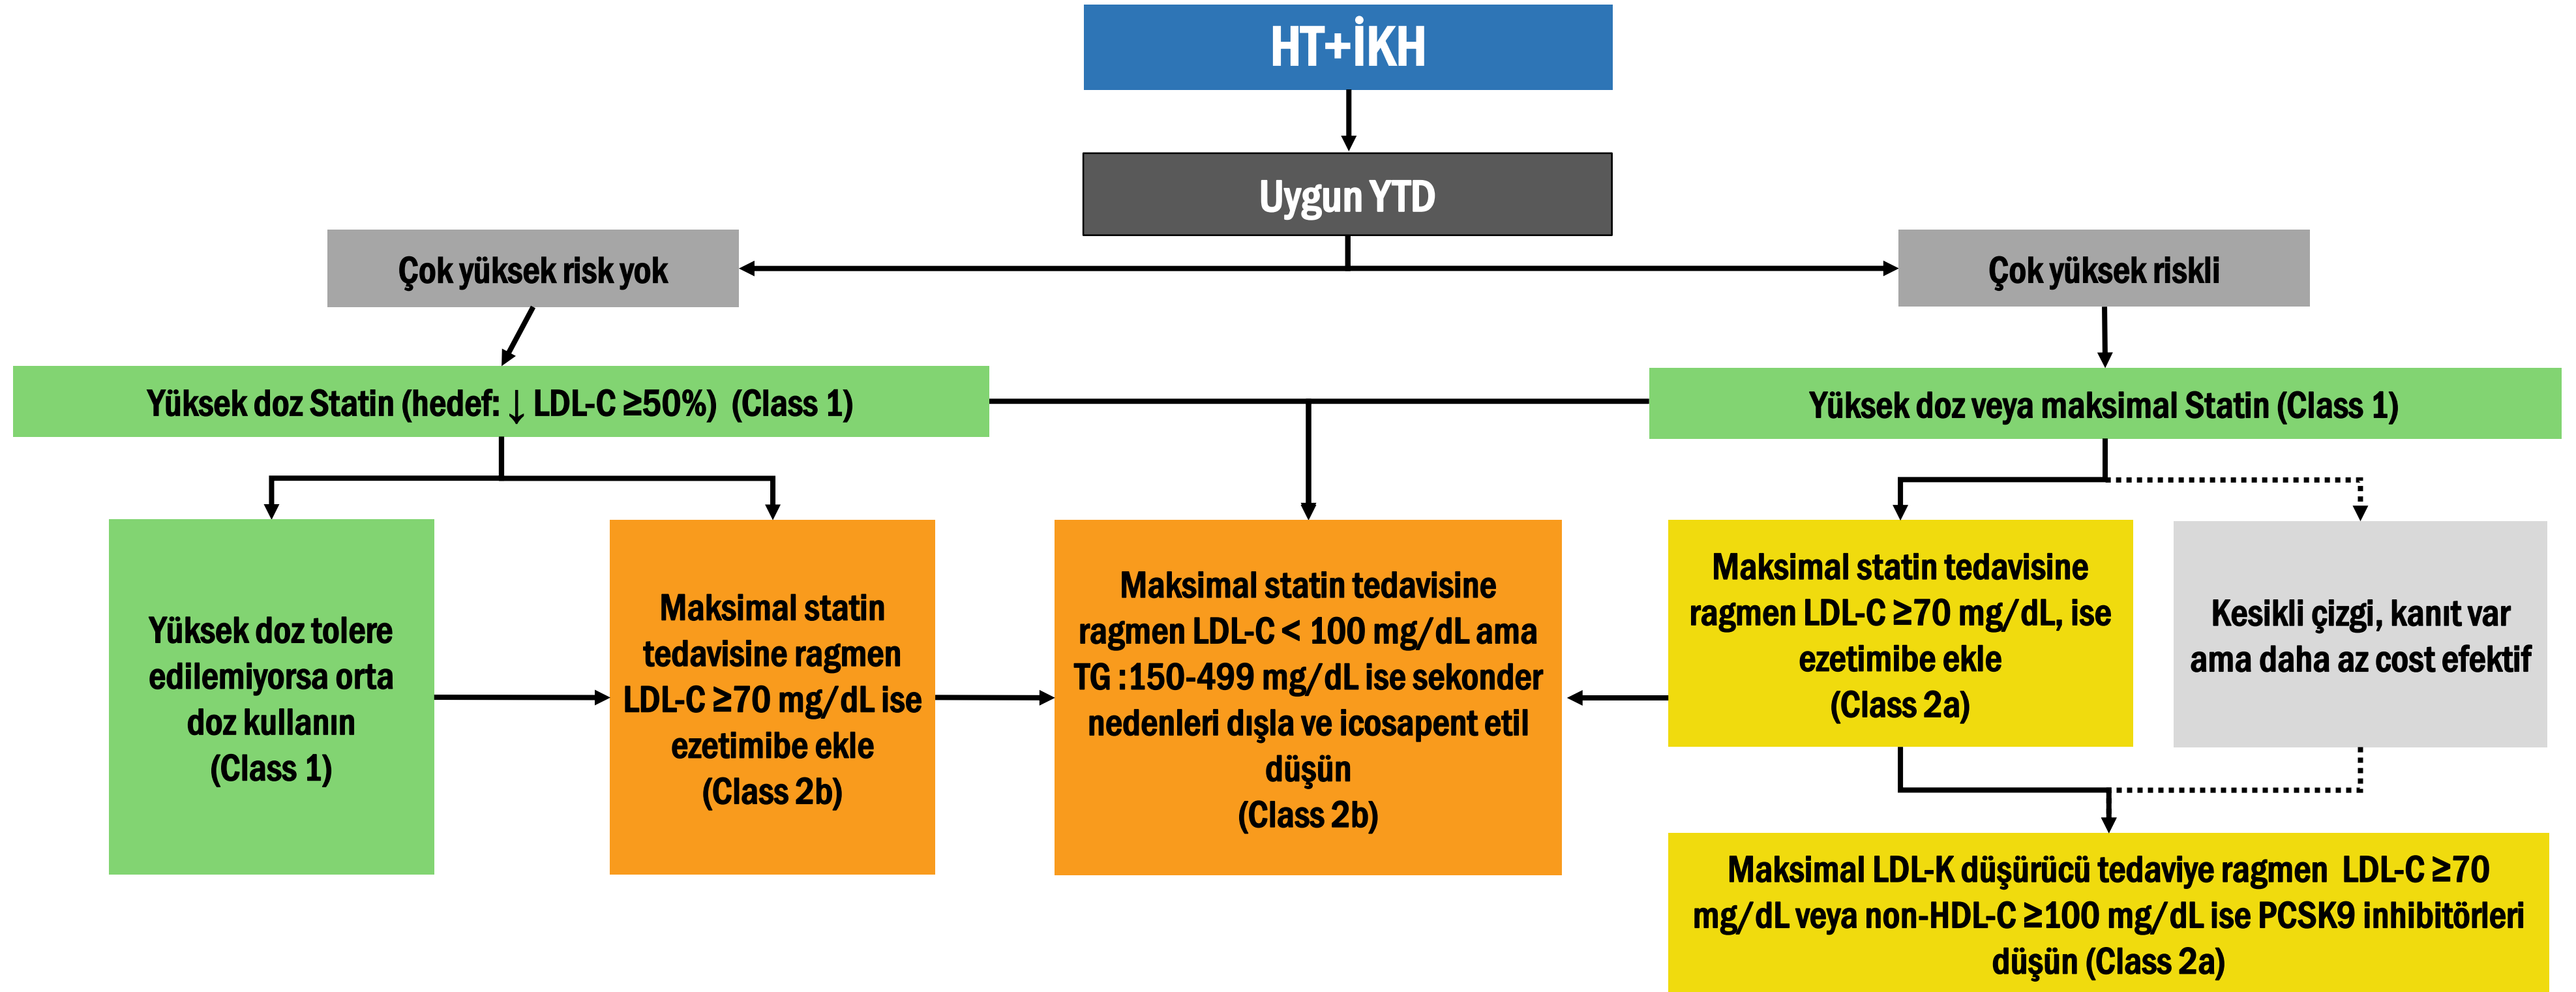 HT+İKH
Uygun YTD
Çok yüksek risk yok
Çok yüksek riskli
Yüksek doz Statin (hedef: ↓ LDL-C ≥50%) (Class 1)
Yüksek doz veya maksimal Statin (Class 1)
Yüksek doz tolere
edilemiyorsa orta
doz kullanın
(Class 1)
Maksimal statin
tedavisine ragmen
LDL-C ≥70 mg/dL ise
ezetimibe ekle
(Class 2b)
Maksimal statin tedavisine
ragmen LDL-C < 100 mg/dL ama
TG :150-499 mg/dL ise sekonder
nedenleri dışla ve icosapent etil
düşün
(Class 2b)
Maksimal statin tedavisine
ragmen LDL-C ≥70 mg/dL, ise
ezetimibe ekle
(Class 2a)
Kesikli çizgi, kanıt var
ama daha az cost efektif
Maksimal LDL-K düşürücü tedaviye ragmen LDL-C ≥70
mg/dL veya non-HDL-C ≥100 mg/dL ise PCSK9 inhibitörleri
düşün (Class 2a)